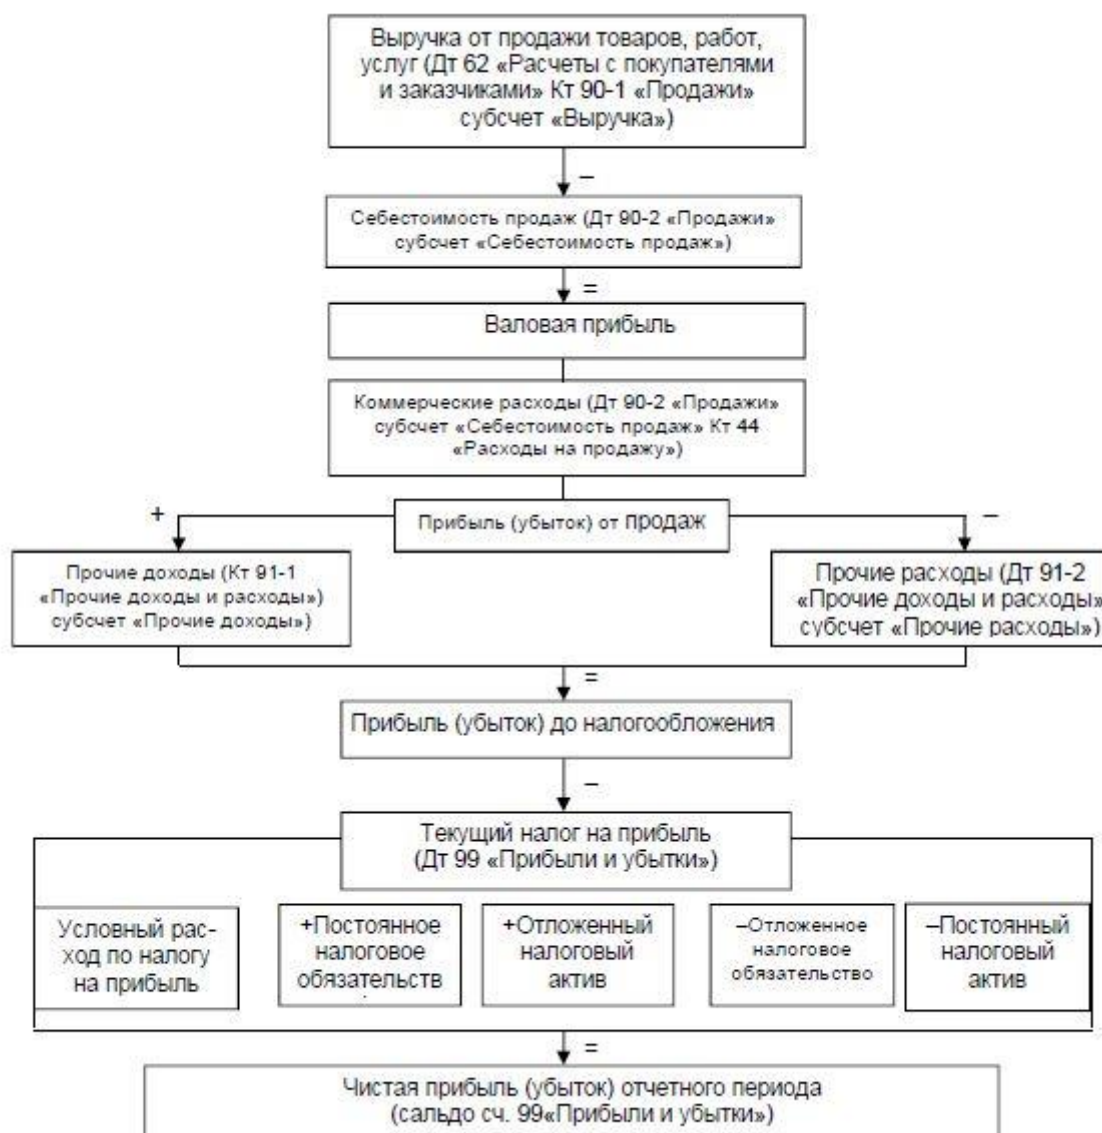 Выручка от продажи товаров, работ,
услуг (Дт 62 «Расчеты с покупателями
и заказчиками» Кт 90-1 «Продажи»
субсчет «Выручка»)
–
Себестоимость продаж (Дт 90-2 «Продажи»
субсчет «Себестоимость продаж»)
=
Валовая прибыль
Коммерческие расходы (Дт 90-2 «Продажи»
субсчет «Себестоимость продаж» Кт 44
«Расходы на продажу»)
+
Прибыль (убыток) от продаж
–
Прочие доходы (Кт 91-1
«Прочие доходы и расходы»)
субсчет «Прочие доходы»)
Прочие расходы (Дт 91-2
«Прочие доходы и расходы»
субсчет «Прочие расходы»)
=
Прибыль (убыток) до налогообложения
–
Текущий налог на прибыль
(Дт 99 «Прибыли и убытки»)
Условный рас-
ход по налогу
на прибыль
+Постоянное
налоговое
обязательств
+Отложенный
налоговый
актив
–Отложенное
налоговое
обязательство
–Постоянный
налоговый
актив
=
Чистая прибыль (убыток) отчетного периода
(сальдо сч. 99«Прибыли и убытки»)